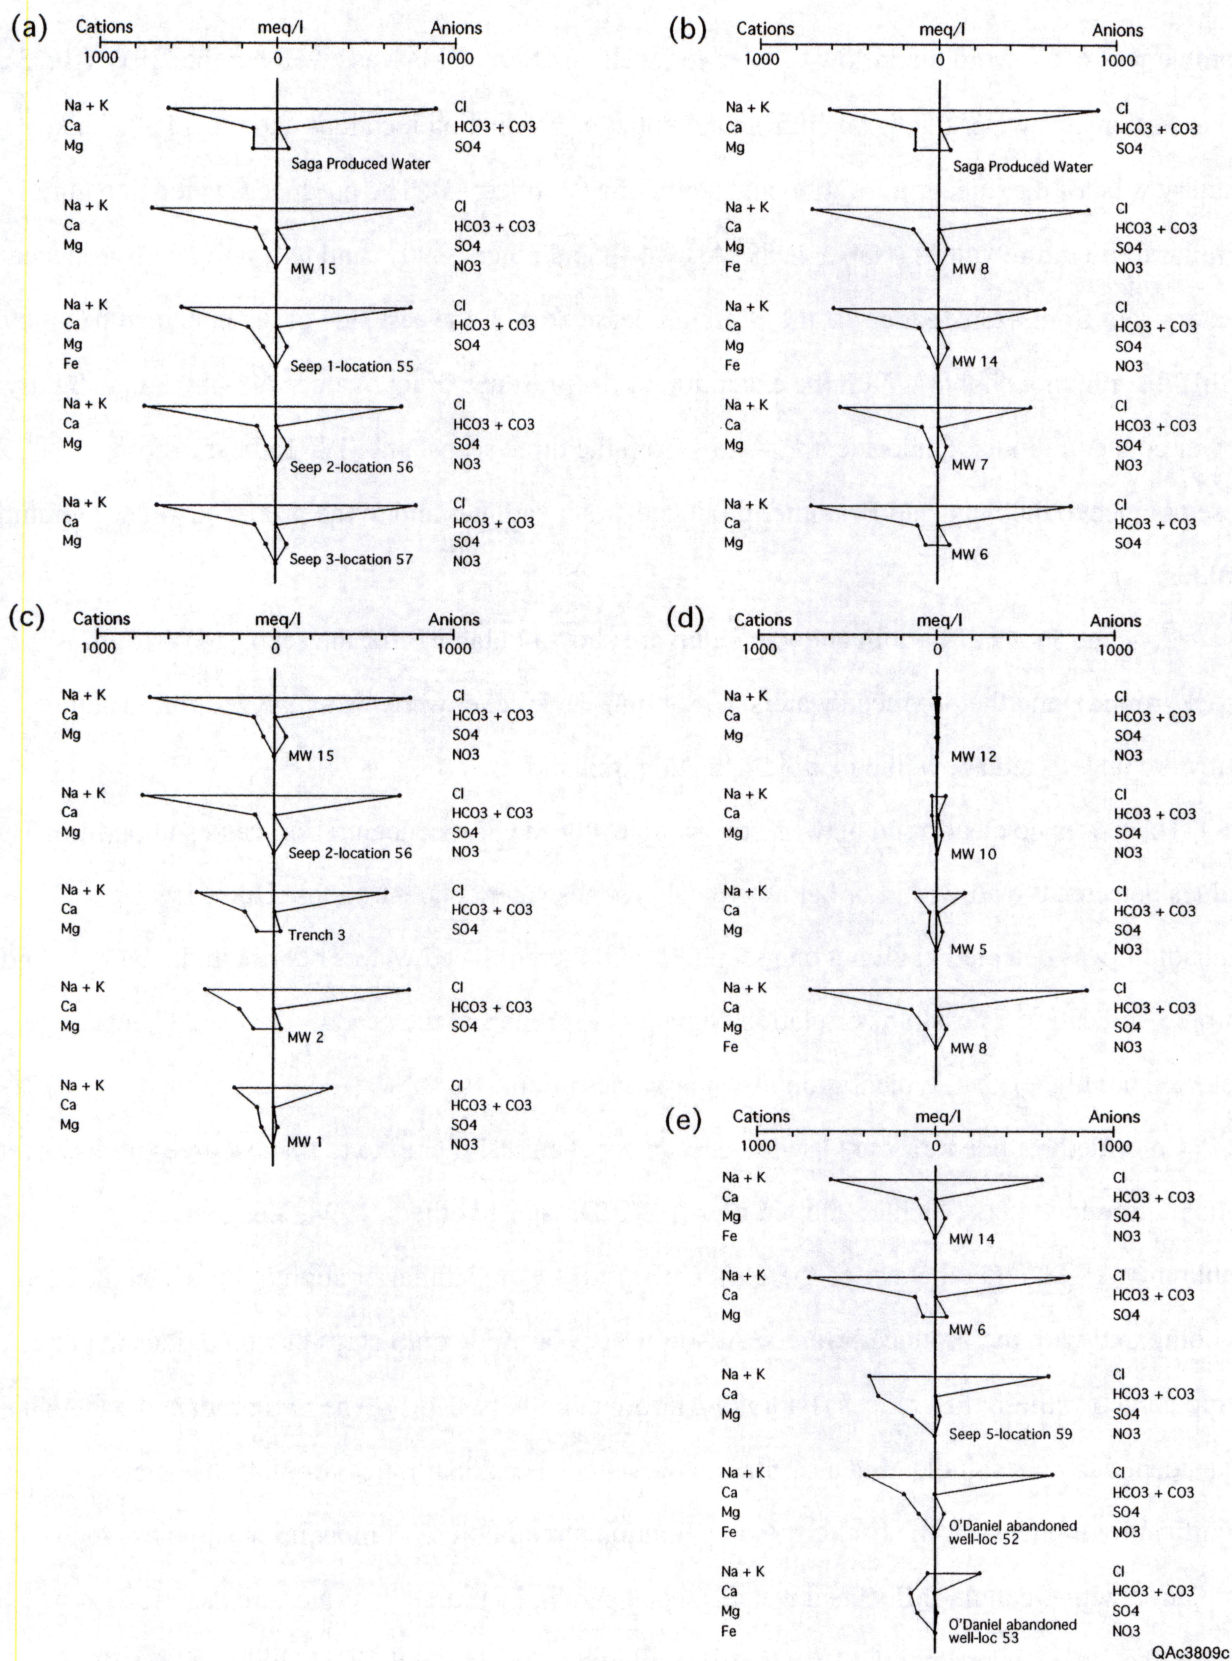 (a)
Cations meq/l Anions
1000 0 1000
Na + K Cl
Ca HCO3 + CO3
Mg SO4
Saga Produced Water
Na + K Cl
Ca HCO3 + CO3
Mg SO4
MW 15 NO3
Na + K Cl
Ca HCO3 + CO3
Mg SO4
Fe Seep 1-location 55
Na + K Cl
Ca HCO3 + CO3
Mg SO4
Seep 2-location 56 NO3
Na + K Cl
Ca HCO3 + CO3
Mg SO4
Seep 3-location 57 NO3
(b)
Cations meq/l Anions
1000 0 1000
Na + K Cl
Ca HCO3 + CO3
Mg SO4
Saga Produced Water
Na + K Cl
Ca HCO3 + CO3
Mg SO4
Fe MW 8 NO3
Na + K Cl
Ca HCO3 + CO3
Mg SO4
Fe MW 14 NO3
Na + K Cl
Ca HCO3 + CO3
Mg SO4
MW 7 NO3
Na + K Cl
Ca HCO3 + CO3
Mg SO4
MW 6
(c)
Cations meq/l Anions
1000 0 1000
Na + K Cl
Ca HCO3 + CO3
Mg SO4
MW 15 NO3
Na + K Cl
Ca HCO3 + CO3
Mg SO4
Seep 2-location 56 NO3
Na + K Cl
Ca HCO3 + CO3
Mg SO4
Trench 3
Na + K Cl
Ca HCO3 + CO3
Mg SO4
MW 2
Na + K Cl
Ca HCO3 + CO3
Mg SO4
MW 1 NO3
(d)
Cations meq/l Anions
1000 0 1000
Na + K Cl
Ca HCO3 + CO3
Mg SO4
MW 12 NO3
Na + K Cl
Ca HCO3 + CO3
Mg SO4
MW 10 NO3
Na + K Cl
Ca HCO3 + CO3
Mg SO4
MW 5 NO3
Na + K Cl
Ca HCO3 + CO3
Mg SO4
Fe MW 8 NO3
(e)
Cations meq/l Anions
1000 0 1000
Na + K Cl
Ca HCO3 + CO3
Mg SO4
Fe MW 14 NO3
Na + K Cl
Ca HCO3 + CO3
Mg SO4
MW 6
Na + K Cl
Ca HCO3 + CO3
Mg SO4
Seep 5-location 59 NO3
Na + K Cl
Ca HCO3 + CO3
Mg SO4
Fe O'Daniel abandoned NO3
well-loc 52
Na + K Cl
Ca HCO3 + CO3
Mg SO4
Fe O'Daniel abandoned NO3
well-loc 53
QAc3809c